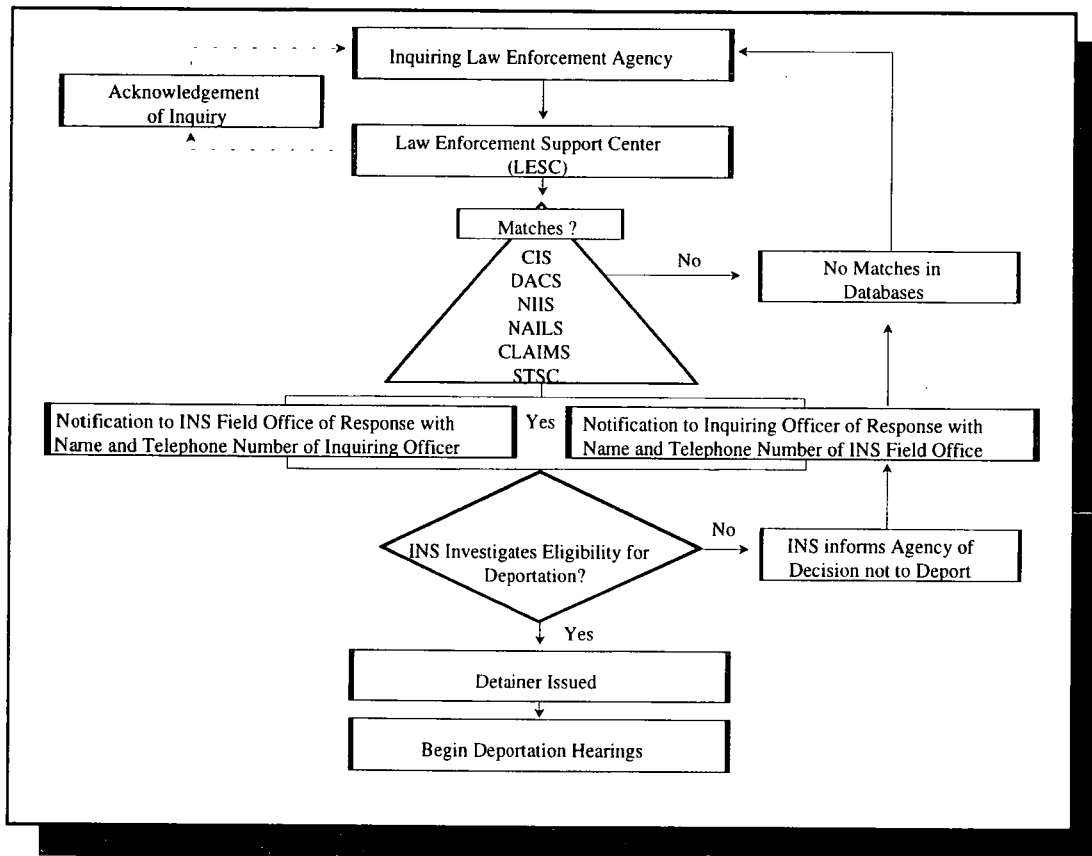 Inquiring Law Enforcement Agency
Acknowledgement
of Inquiry
Law Enforcement Support Center
(LESC)
Matches ?
CIS
DACS
NIIS
NAILS
CLAIMS
STSC
No
No Matches in
Databases
Notification to INS Field Office of Response with
Name and Telephone Number of Inquiring Officer
Yes
Notification to Inquiring Officer of Response with
Name and Telephone Number of INS Field Office
INS Investigates Eligibility for
Deportation?
No
INS informs Agency of
Decision not to Deport
Yes
Detainer Issued
Begin Deportation Hearings